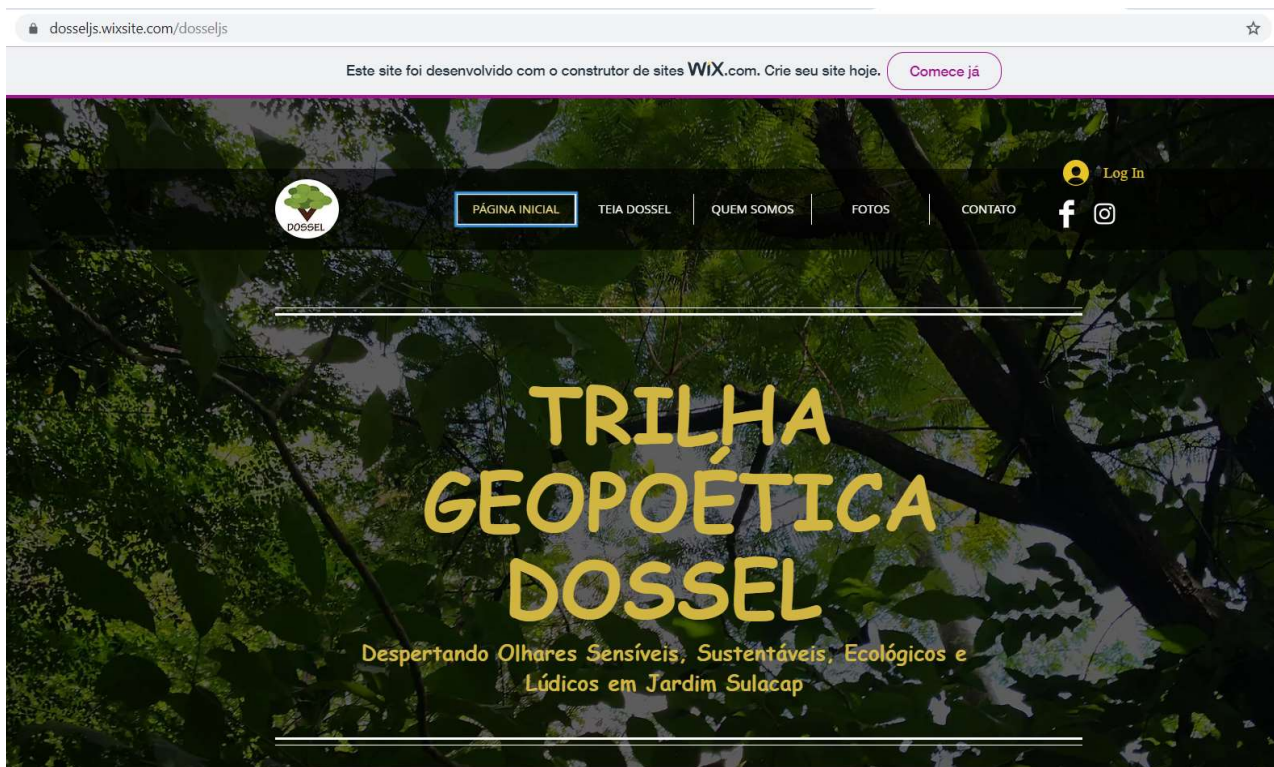 dosseljs.wixsite.com/dosseljs
Este site foi desenvolvido com o construtor de sites WiX.com. Crie seu site hoje. Comece já
Log In
DOSSEL
PÁGINA INICIAL TEIA DOSSEL QUEM SOMOS FOTOS CONTATO
TRILHA
GEOPOÉTICA
DOSSEL
Despertando Olhares Sensíveis, Sustentáveis, Ecológicos e
Lúdicos em Jardim Sulacap